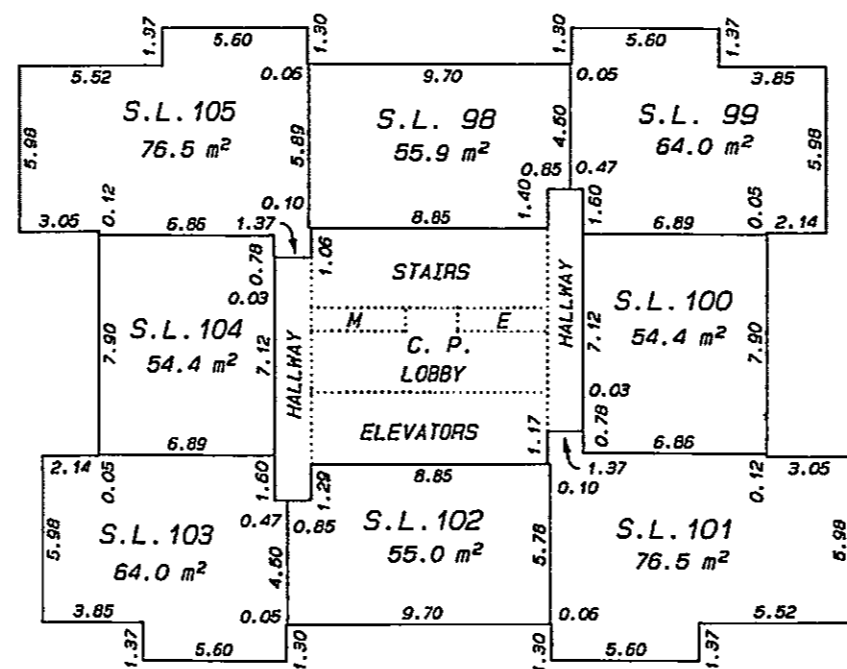 5.60 1.30 1.30 5.60
1.37 1.37
5.52 0.06 9.70 0.05 3.85
S.L. 105 S.L. 98 S.L. 99
76.5 m² 55.9 m² 64.0 m²
5.98 5.89 4.60 5.98
0.85 0.47
0.12 0.10 1.40 1.60 0.05
3.05 6.86 1.37 8.85 6.89 2.14
0.78 1.06
STAIRS
0.03
S.L. 104 M E S.L. 100
54.4 m² C. P. 54.4 m²
7.90 7.12 HALLWAY LOBBY HALLWAY 7.12 7.90
0.03
ELEVATORS 1.17 0.78
6.89 6.86
2.14 8.85 1.37 3.05
0.05 1.60 1.29 0.10 0.12
0.47 0.85
S.L. 103 S.L. 102 S.L. 101
64.0 m² 55.0 m² 76.5 m²
5.98 4.60 5.78 5.98
3.85 0.05 9.70 0.06 5.52
1.37 1.30 1.30 1.37
5.60 5.60